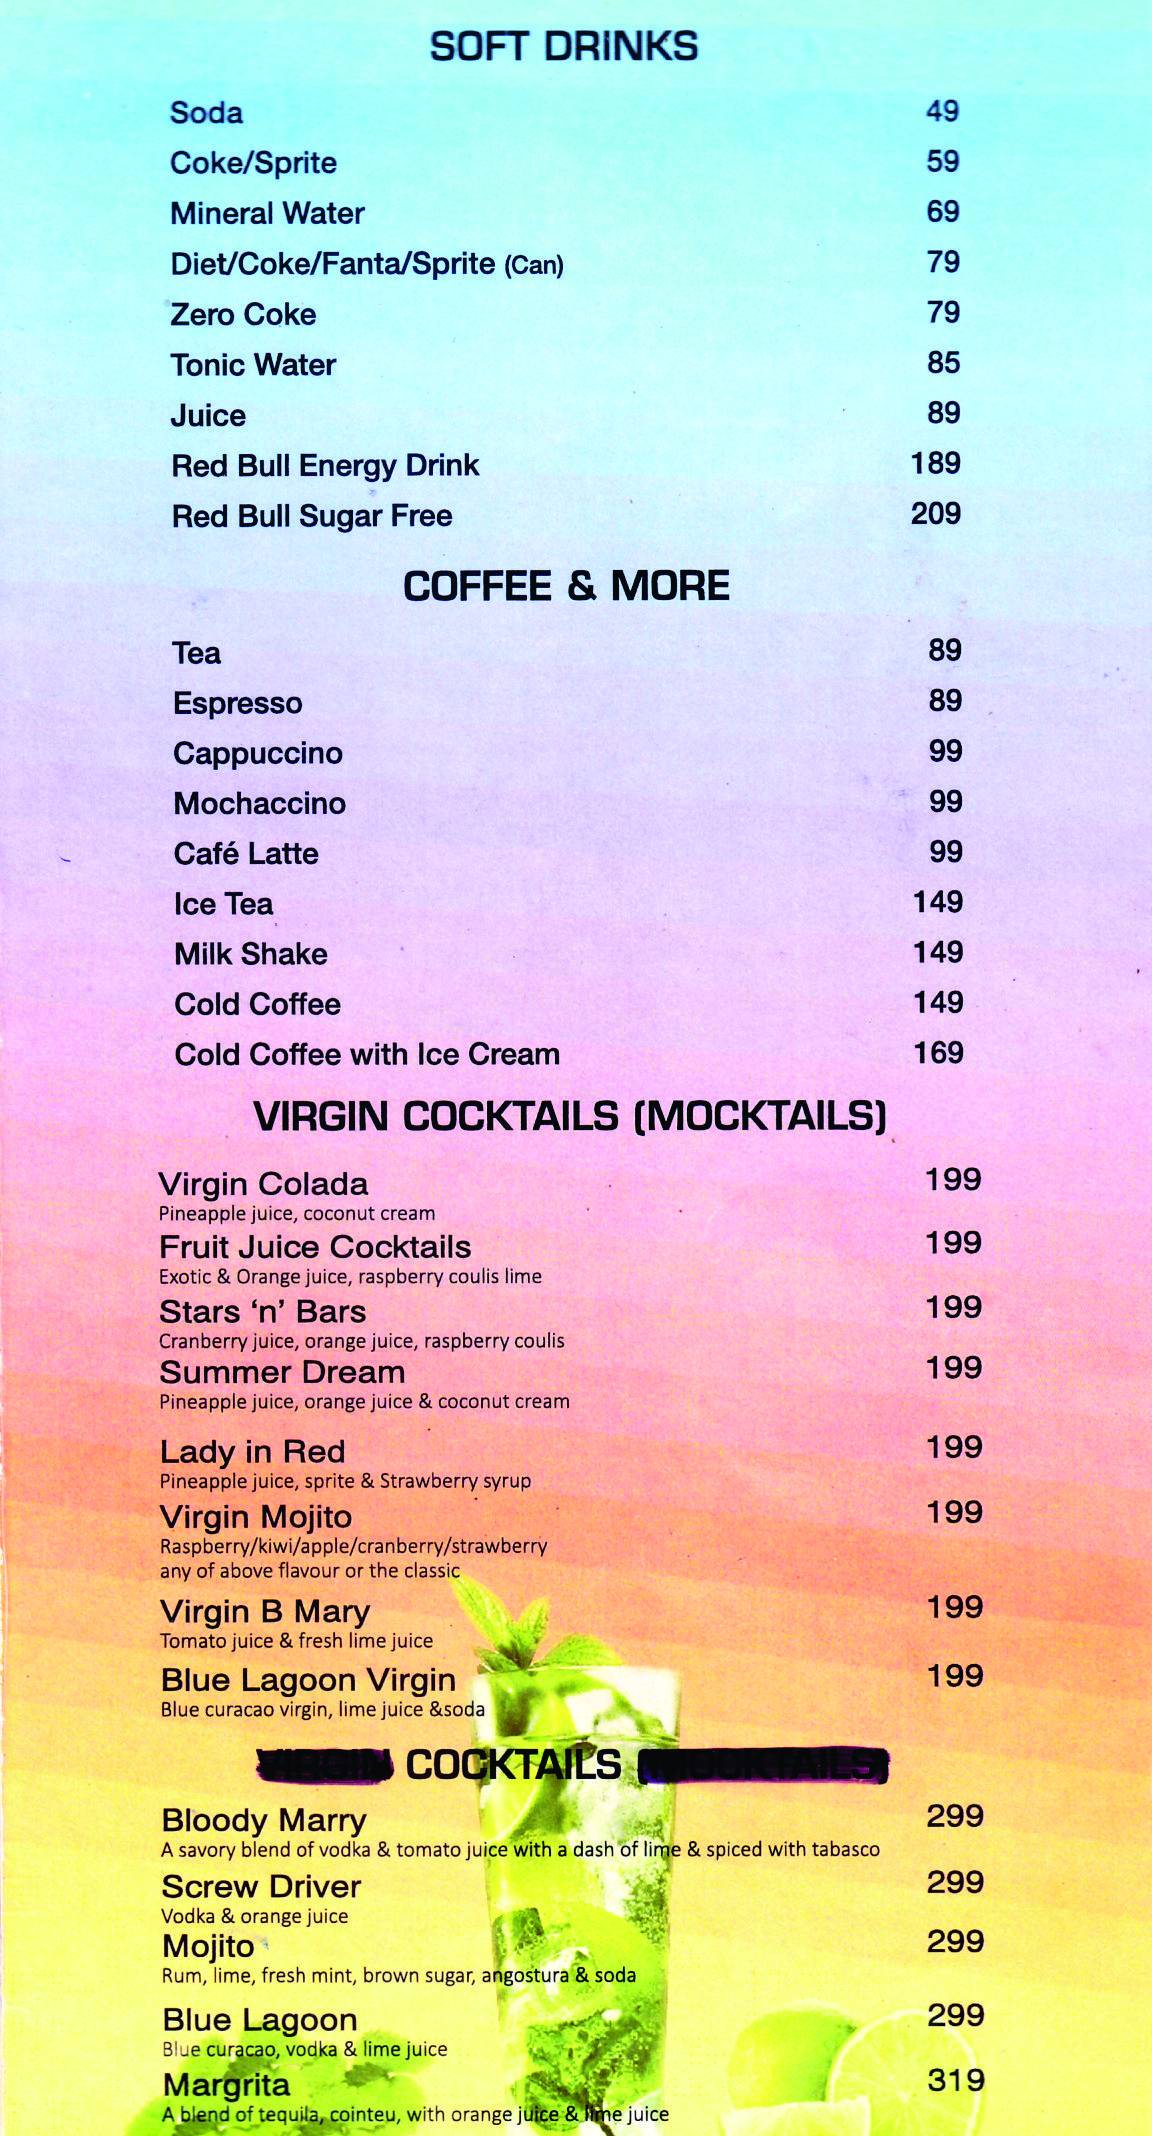 SOFT DRINKS
Soda 49
Coke/Sprite 59
Mineral Water 69
Diet/Coke/Fanta/Sprite (Can) 79
Zero Coke 79
Tonic Water 85
Juice 89
Red Bull Energy Drink 189
Red Bull Sugar Free 209
COFFEE & MORE
Tea 89
Espresso 89
Cappuccino 99
Mochaccino 99
Café Latte 99
Ice Tea 149
Milk Shake 149
Cold Coffee 149
Cold Coffee with Ice Cream 169
VIRGIN COCKTAILS (MOCKTAILS)
Virgin Colada 199
Pineapple juice, coconut cream
Fruit Juice Cocktails 199
Exotic & Orange juice, raspberry coulis lime
Stars ‘n’ Bars 199
Cranberry juice, orange juice, raspberry coulis
Summer Dream 199
Pineapple juice, orange juice & coconut cream
Lady in Red 199
Pineapple juice, sprite & Strawberry syrup
Virgin Mojito 199
Raspberry/kiwi/apple/cranberry/strawberry
any of above flavour or the classic
Virgin B Mary 199
Tomato juice & fresh lime juice
Blue Lagoon Virgin 199
Blue curacao virgin, lime juice &soda
VIRGIN COCKTAILS (MOCKTAILS)
Bloody Marry 299
A savory blend of vodka & tomato juice with a dash of lime & spiced with tabasco
Screw Driver 299
Vodka & orange juice
Mojito 299
Rum, lime, fresh mint, brown sugar, angostura & soda
Blue Lagoon 299
Blue curacao, vodka & lime juice
Margrita 319
A blend of tequila, cointeu, with orange juice & lime juice